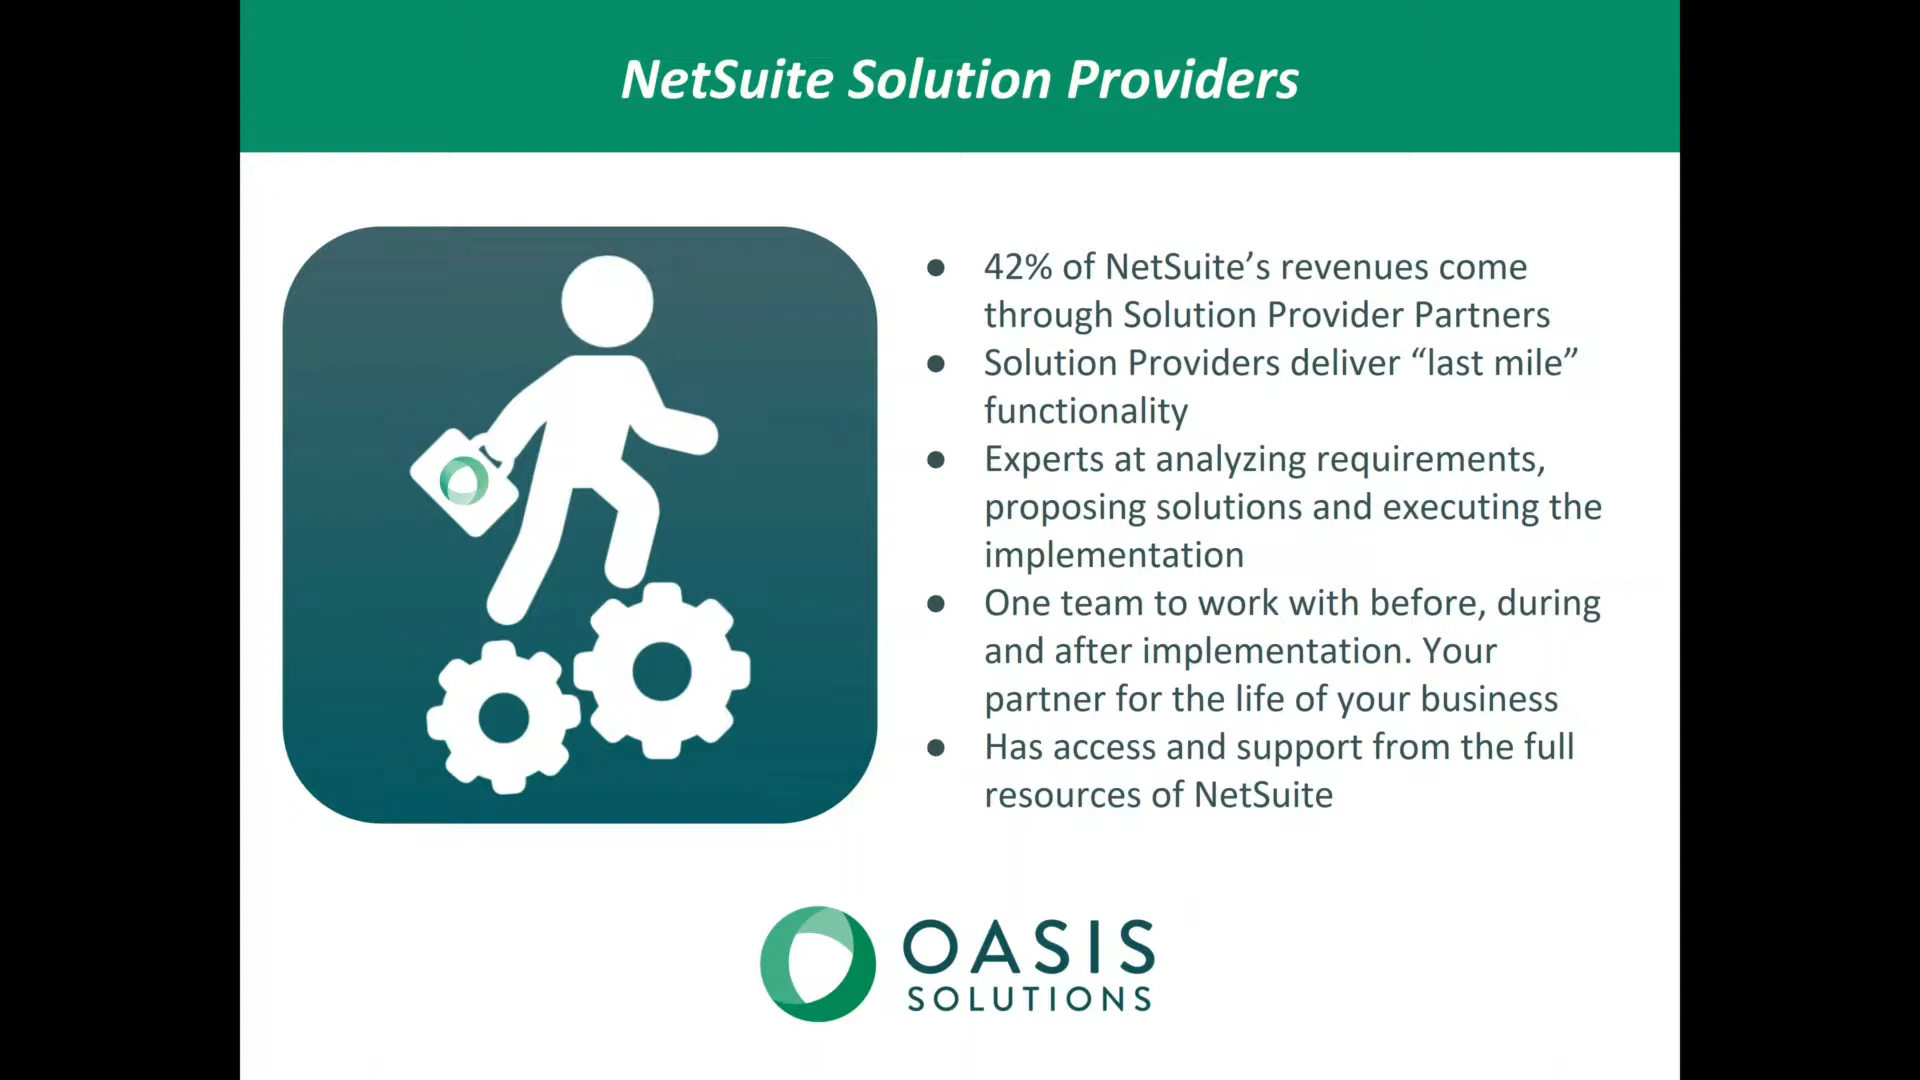 NetSuite Solution Providers
● 42% of NetSuite’s revenues come
through Solution Provider Partners
● Solution Providers deliver “last mile”
functionality
● Experts at analyzing requirements,
proposing solutions and executing the
implementation
● One team to work with before, during
and after implementation. Your
partner for the life of your business
● Has access and support from the full
resources of NetSuite
OASIS
SOLUTIONS